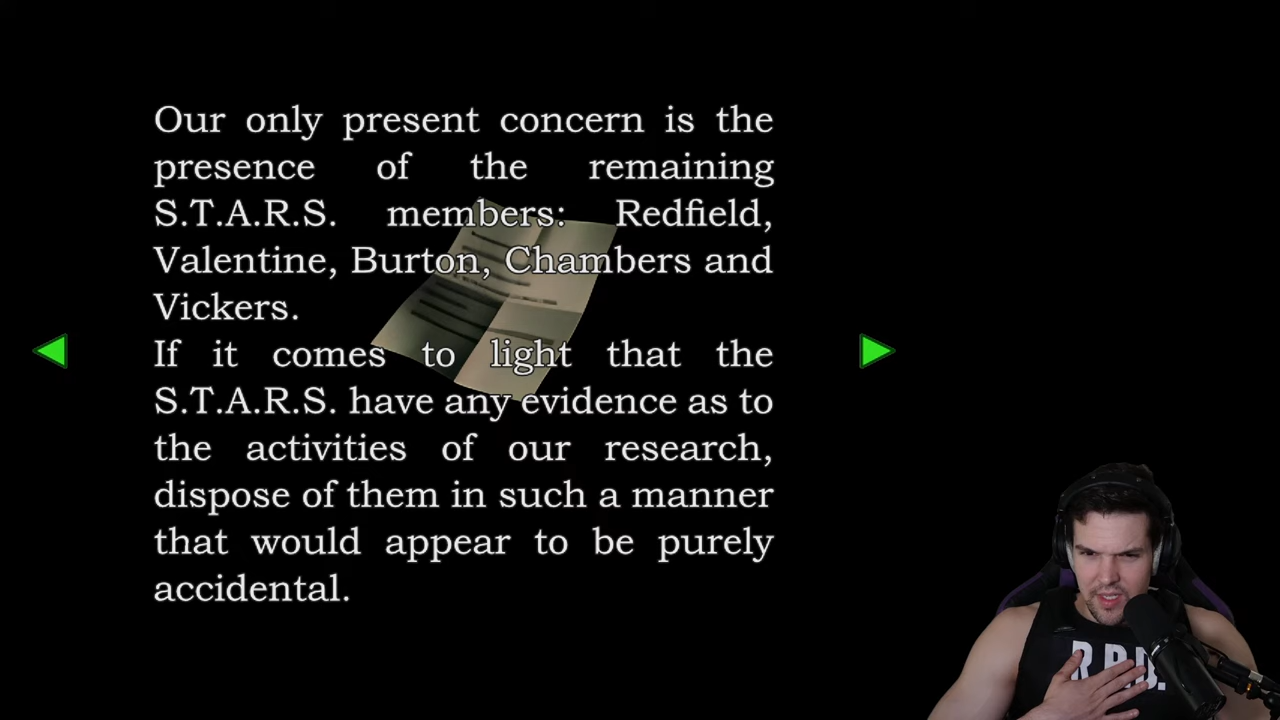 Our only present concern is the
presence of the remaining
S.T.A.R.S. members: Redfield,
Valentine, Burton, Chambers and
Vickers.
If it comes to light that the
S.T.A.R.S. have any evidence as to
the activities of our research,
dispose of them in such a manner
that would appear to be purely
accidental.
R.P.D.